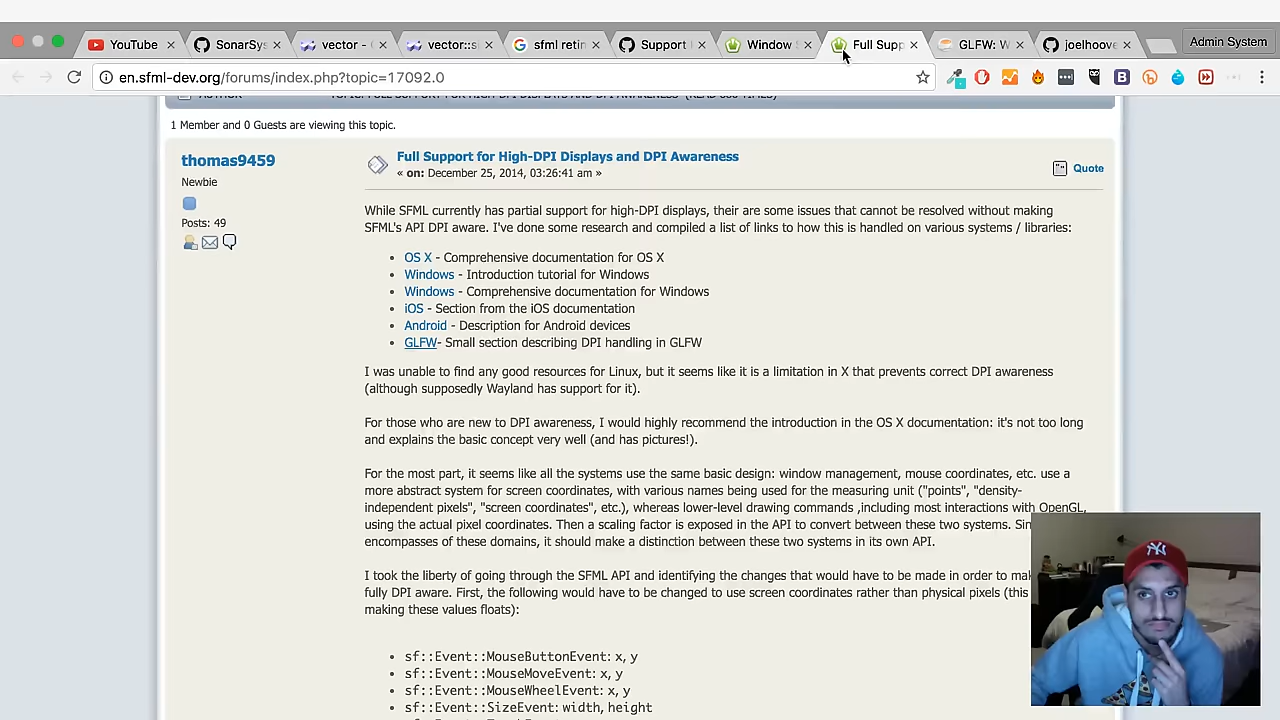 YouTube
SonarSys
vector - C
vector::s
sfml retin
Support
Window S
Full Supp
GLFW: W
joelhoove
Admin System
en.sfml-dev.org/forums/index.php?topic=17092.0
1 Member and 0 Guests are viewing this topic.
thomas9459
Newbie
Posts: 49
Full Support for High-DPI Displays and DPI Awareness
« on: December 25, 2014, 03:26:41 am »
Quote
While SFML currently has partial support for high-DPI displays, their are some issues that cannot be resolved without making
SFML's API DPI aware. I've done some research and compiled a list of links to how this is handled on various systems / libraries:
• OS X - Comprehensive documentation for OS X
• Windows - Introduction tutorial for Windows
• Windows - Comprehensive documentation for Windows
• iOS - Section from the iOS documentation
• Android - Description for Android devices
• GLFW- Small section describing DPI handling in GLFW
I was unable to find any good resources for Linux, but it seems like it is a limitation in X that prevents correct DPI awareness
(although supposedly Wayland has support for it).
For those who are new to DPI awareness, I would highly recommend the introduction in the OS X documentation: it's not too long
and explains the basic concept very well (and has pictures!).
For the most part, it seems like all the systems use the same basic design: window management, mouse coordinates, etc. use a
more abstract system for screen coordinates, with various names being used for the measuring unit ("points", "density-
independent pixels", "screen coordinates", etc.), whereas lower-level drawing commands ,including most interactions with OpenGL,
using the actual pixel coordinates. Then a scaling factor is exposed in the API to convert between these two systems. Sin
encompasses of these domains, it should make a distinction between these two systems in its own API.
I took the liberty of going through the SFML API and identifying the changes that would have to be made in order to mak
fully DPI aware. First, the following would have to be changed to use screen coordinates rather than physical pixels (this
making these values floats):
• sf::Event::MouseButtonEvent: x, y
• sf::Event::MouseMoveEvent: x, y
• sf::Event::MouseWheelEvent: x, y
• sf::Event::SizeEvent: width, height